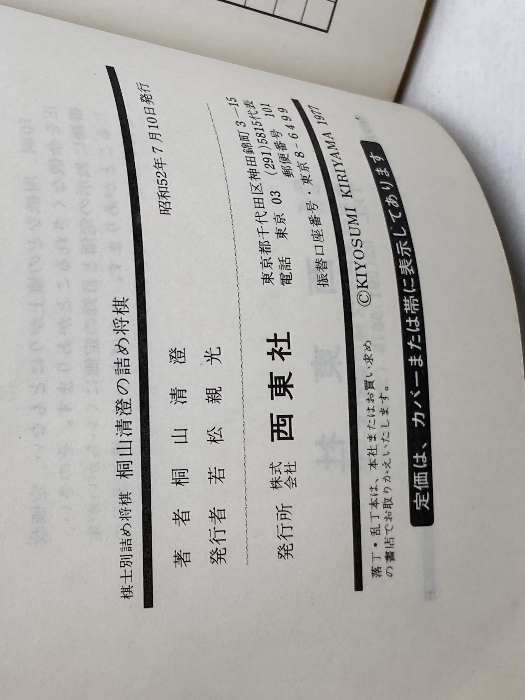 棋士別詰め将棋 桐山清澄の詰め将棋
昭和52年7月10日発行
著者 桐山清澄
発行者 若松親光
発行所 株式会社 西東社
東京都千代田区神田錦町3-15
電話 東京 03 (291)5815代表
郵便番号 101
振替口座番号・東京8-6499
©KIYOSUMI KIRIYAMA 1977
落丁・乱丁本は、本社またはお買い求め
の書店でお取りかえいたします。
定価は、カバーまたは帯に表示してあります